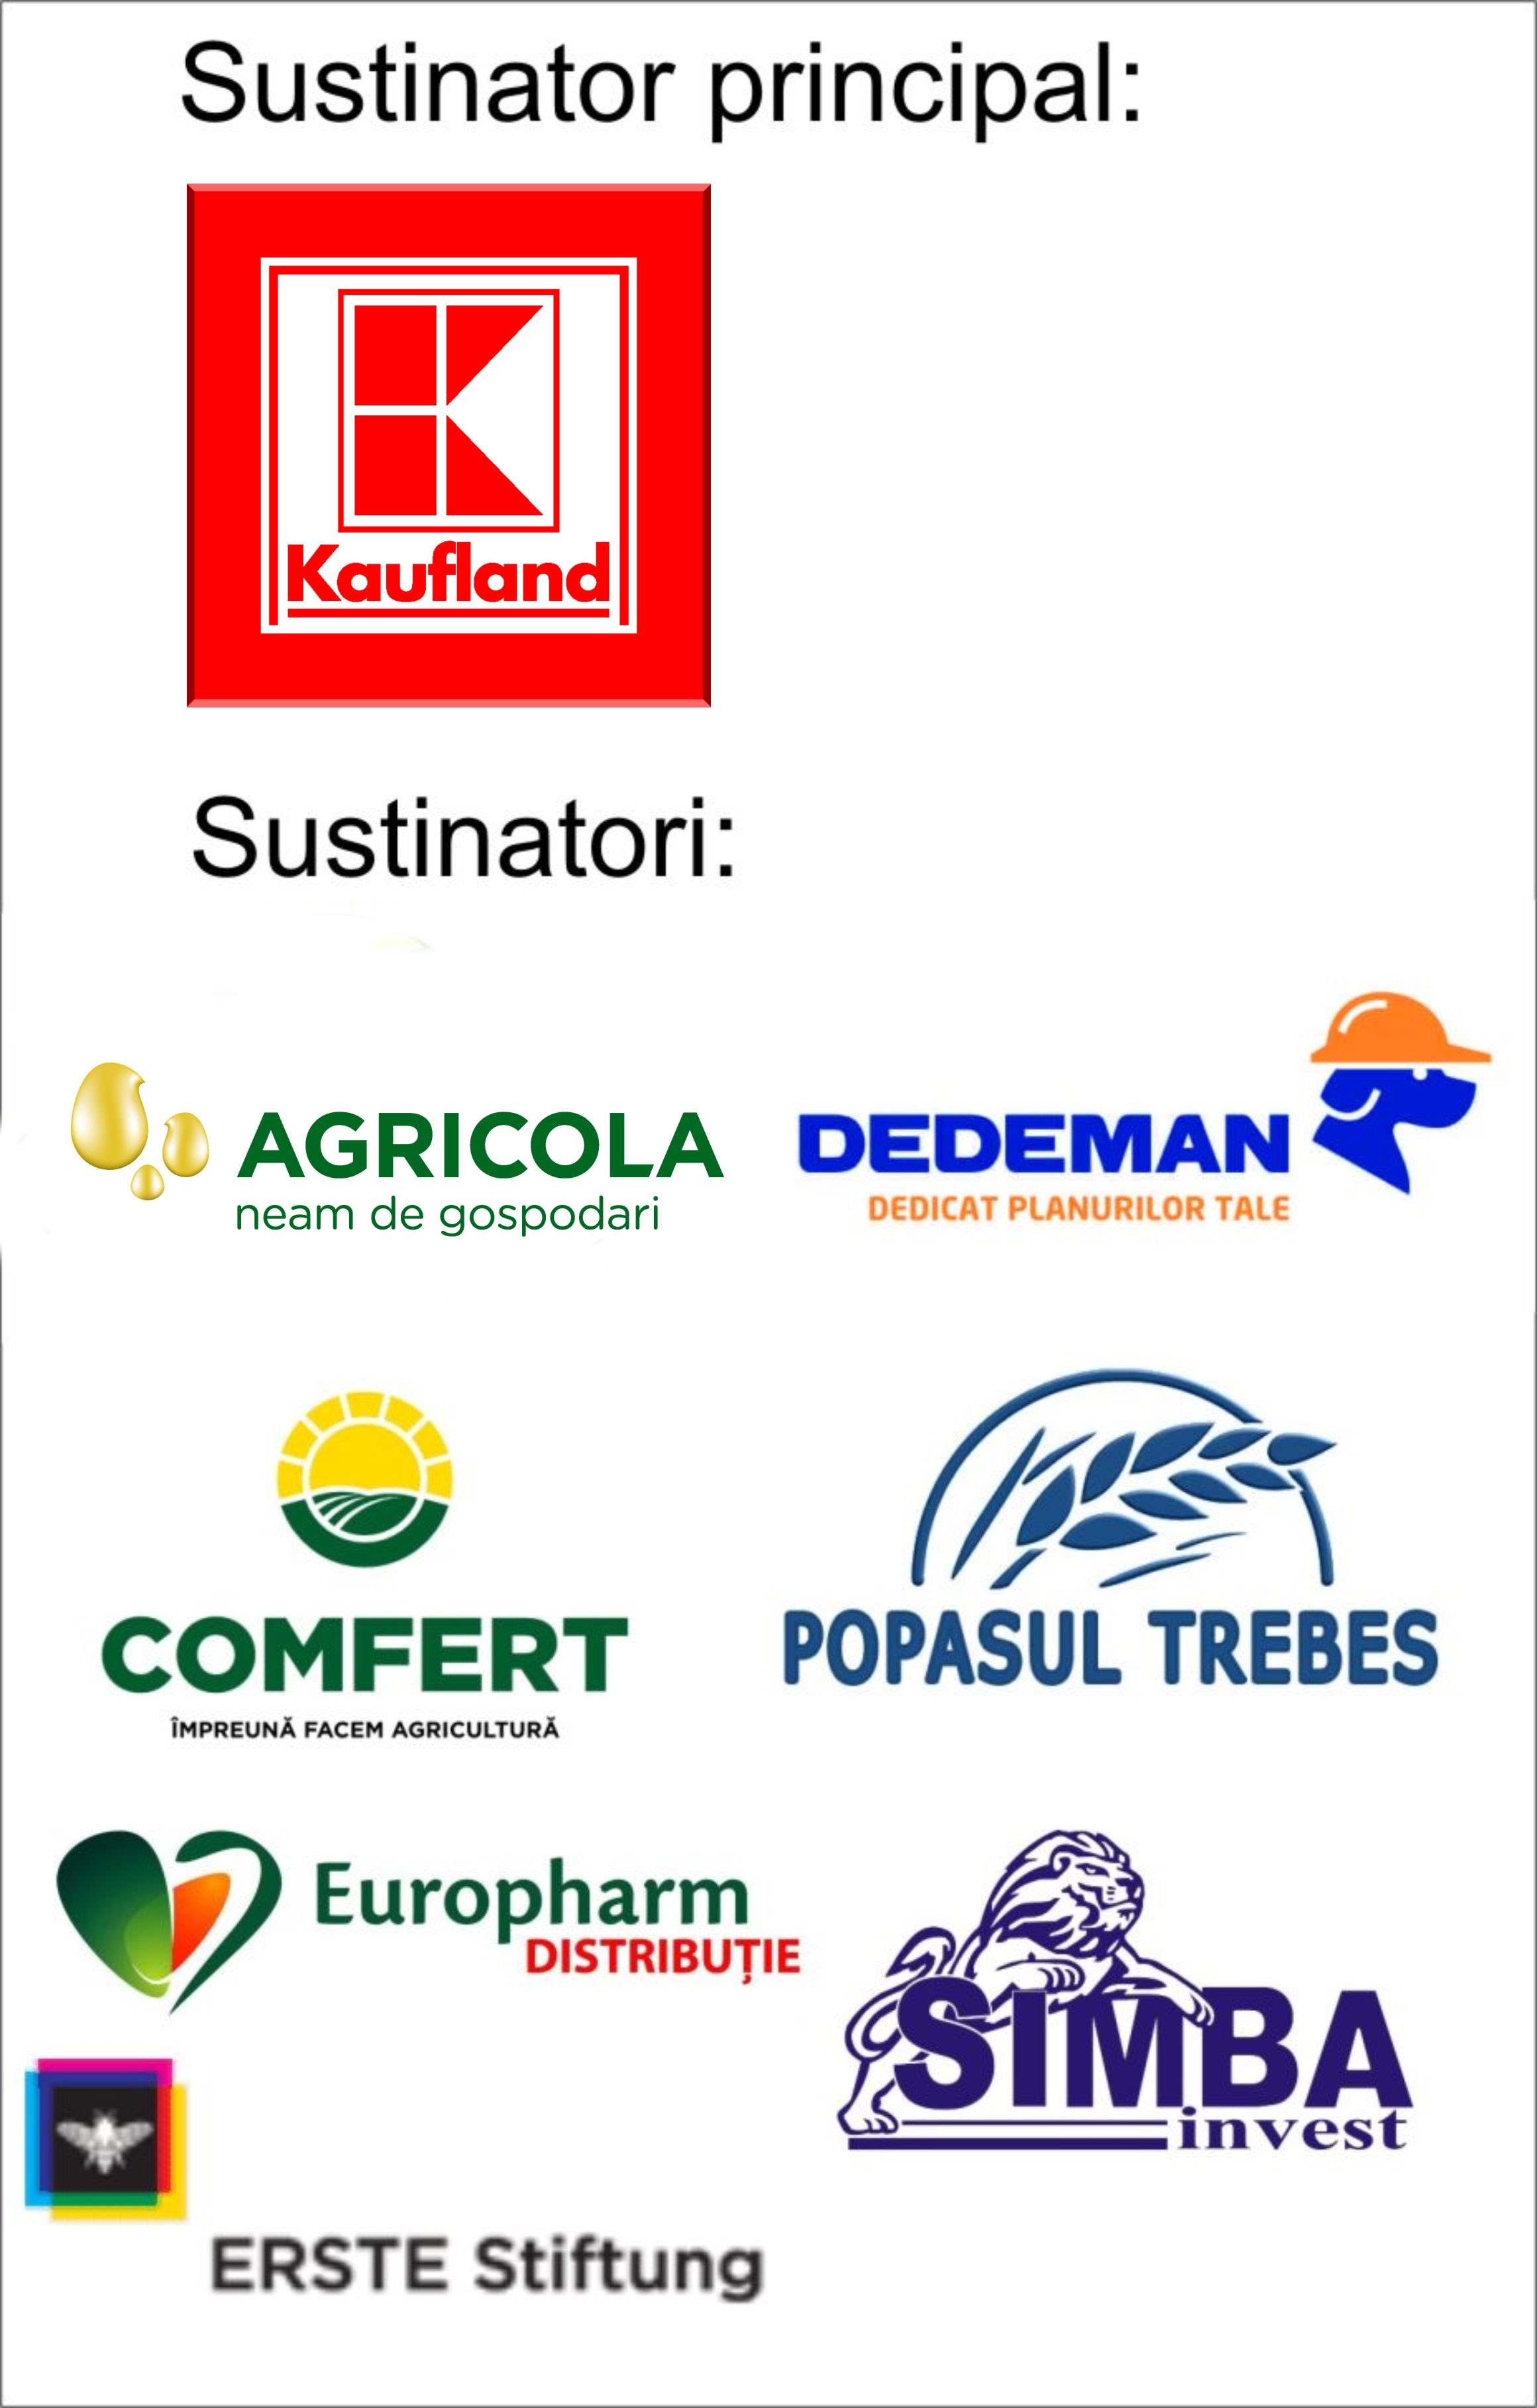 Sustinator principal:
Kaufland
Sustinatori:
AGRICOLA
neam de gospodari
DEDEMAN
DEDICAT PLANURILOR TALE
COMFERT
ÎMPREUNĂ FACEM AGRICULTURĂ
POPASUL TREBES
Europharm
DISTRIBUȚIE
SIMBA
invest
ERSTE Stiftung